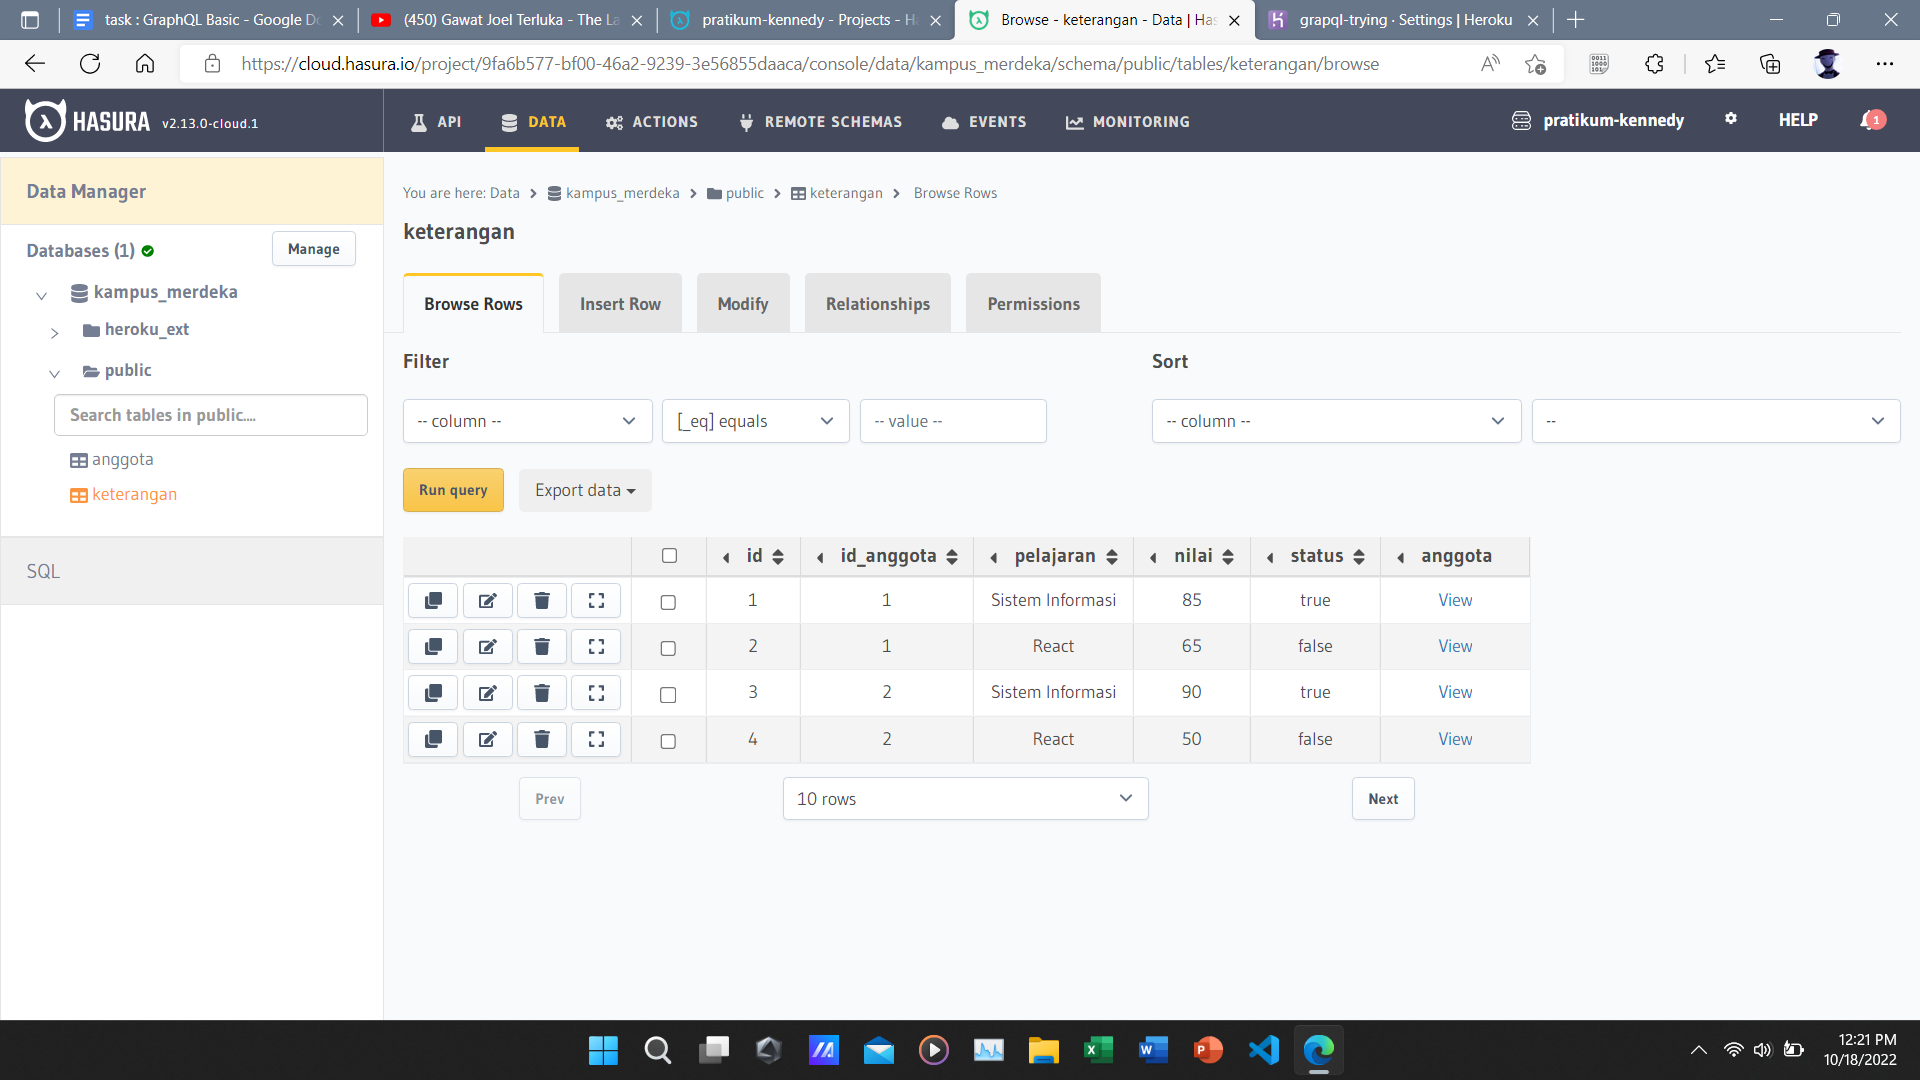 task : GraphQL Basic - Google Do
(450) Gawat Joel Terluka - The La
pratikum-kennedy - Projects - Ha
Browse - keterangan - Data | Has
grapql-trying · Settings | Heroku
https://cloud.hasura.io/project/9fa6b577-bf00-46a2-9239-3e56855daaca/console/data/kampus_merdeka/schema/public/tables/keterangan/browse
HASURA v2.13.0-cloud.1
API
DATA
ACTIONS
REMOTE SCHEMAS
EVENTS
MONITORING
pratikum-kennedy
HELP
1
Data Manager
Databases (1)
Manage
kampus_merdeka
heroku_ext
public
Search tables in public....
anggota
keterangan
SQL
You are here: Data > kampus_merdeka > public > keterangan > Browse Rows
keterangan
Browse Rows
Insert Row
Modify
Relationships
Permissions
Filter
Sort
-- column --
[_eq] equals
-- value --
-- column --
--
Run query
Export data
id id_anggota pelajaran nilai status anggota
1 1 Sistem Informasi 85 true View
2 1 React 65 false View
3 2 Sistem Informasi 90 true View
4 2 React 50 false View
Prev
10 rows
Next
12:21 PM
10/18/2022